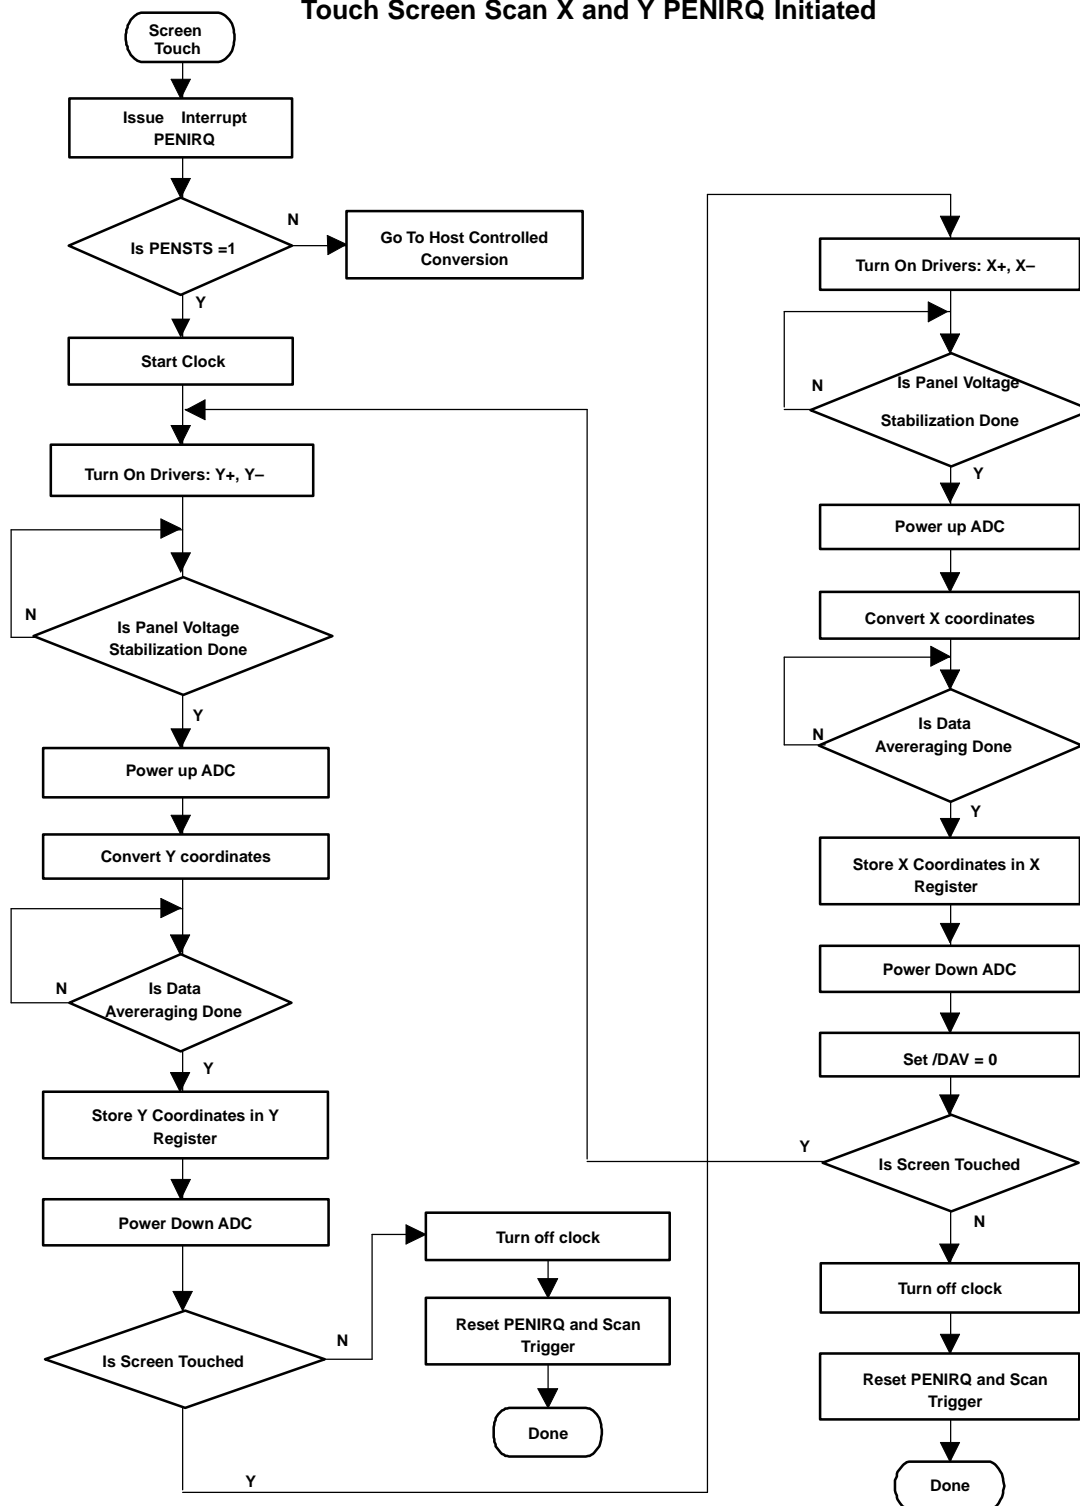 Touch Screen Scan X and Y PENIRQ Initiated
Screen
Touch
Issue Interrupt
PENIRQ
Is PENSTS =1
N
Go To Host Controlled
Conversion
Y
Start Clock
Turn On Drivers: Y+, Y–
N
Is Panel Voltage
Stabilization Done
Y
Power up ADC
Convert Y coordinates
N
Is Data
Avereraging Done
Y
Store Y Coordinates in Y
Register
Power Down ADC
Is Screen Touched
N
Y
Turn off clock
Reset PENIRQ and Scan
Trigger
Done
Turn On Drivers: X+, X–
N
Is Panel Voltage
Stabilization Done
Y
Power up ADC
Convert X coordinates
N
Is Data
Avereraging Done
Y
Store X Coordinates in X
Register
Power Down ADC
Set /DAV = 0
Y
Is Screen Touched
N
Turn off clock
Reset PENIRQ and Scan
Trigger
Done